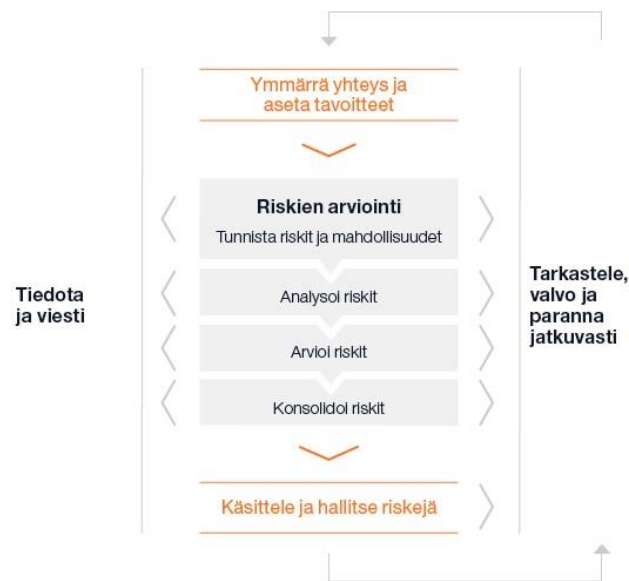 Ymmärrä yhteys ja
aseta tavoitteet
Riskien arviointi
Tunnista riskit ja mahdollisuudet
Analysoi riskit
Arvioi riskit
Konsolidoi riskit
Käsittele ja hallitse riskejä
Tiedota
ja viesti
Tarkastele,
valvo ja
paranna
jatkuvasti